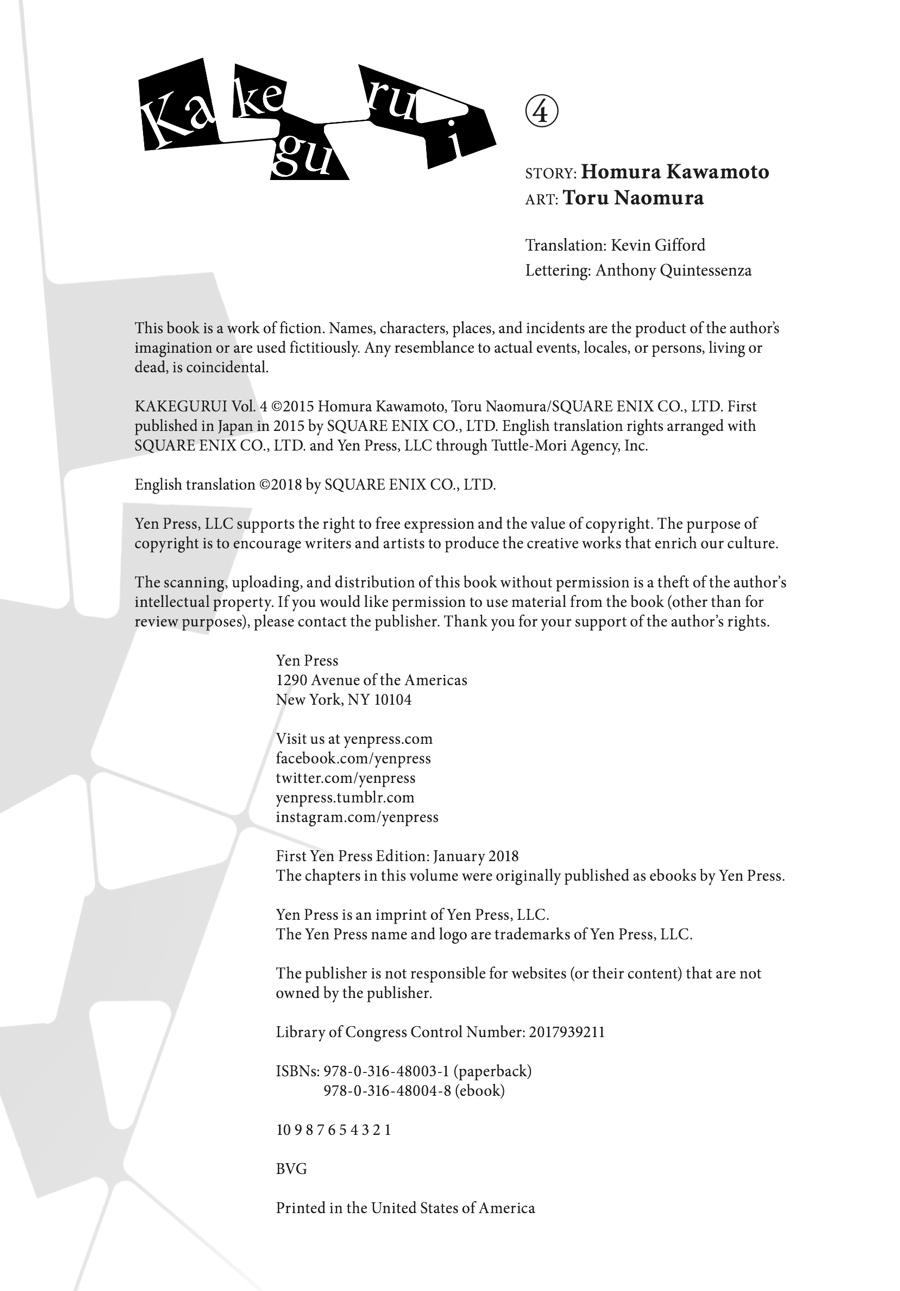 Kakegurui
④
STORY: Homura Kawamoto
ART: Toru Naomura
Translation: Kevin Gifford
Lettering: Anthony Quintessenza
This book is a work of fiction. Names, characters, places, and incidents are the product of the author’s
imagination or are used fictitiously. Any resemblance to actual events, locales, or persons, living or
dead, is coincidental.
KAKEGURUI Vol. 4 ©2015 Homura Kawamoto, Toru Naomura/SQUARE ENIX CO., LTD. First
published in Japan in 2015 by SQUARE ENIX CO., LTD. English translation rights arranged with
SQUARE ENIX CO., LTD. and Yen Press, LLC through Tuttle-Mori Agency, Inc.
English translation ©2018 by SQUARE ENIX CO., LTD.
Yen Press, LLC supports the right to free expression and the value of copyright. The purpose of
copyright is to encourage writers and artists to produce the creative works that enrich our culture.
The scanning, uploading, and distribution of this book without permission is a theft of the author’s
intellectual property. If you would like permission to use material from the book (other than for
review purposes), please contact the publisher. Thank you for your support of the author’s rights.
Yen Press
1290 Avenue of the Americas
New York, NY 10104
Visit us at yenpress.com
facebook.com/yenpress
twitter.com/yenpress
yenpress.tumblr.com
instagram.com/yenpress
First Yen Press Edition: January 2018
The chapters in this volume were originally published as ebooks by Yen Press.
Yen Press is an imprint of Yen Press, LLC.
The Yen Press name and logo are trademarks of Yen Press, LLC.
The publisher is not responsible for websites (or their content) that are not
owned by the publisher.
Library of Congress Control Number: 2017939211
ISBNs: 978-0-316-48003-1 (paperback)
978-0-316-48004-8 (ebook)
10 9 8 7 6 5 4 3 2 1
BVG
Printed in the United States of America